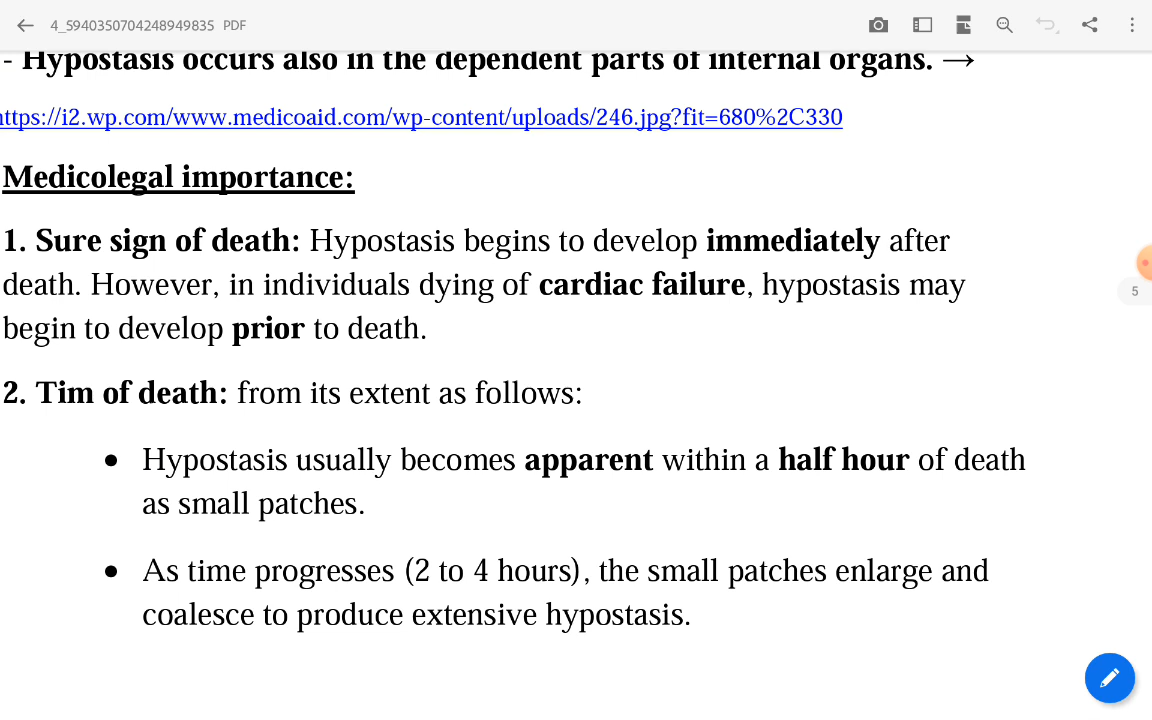 4_5940350704248949835 PDF
- Hypostasis occurs also in the dependent parts of internal organs. →
https://i2.wp.com/www.medicoaid.com/wp-content/uploads/246.jpg?fit=680%2C330
Medicolegal importance:
1. Sure sign of death: Hypostasis begins to develop immediately after
death. However, in individuals dying of cardiac failure, hypostasis may
begin to develop prior to death.
5
2. Tim of death: from its extent as follows:
• Hypostasis usually becomes apparent within a half hour of death
as small patches.
• As time progresses (2 to 4 hours), the small patches enlarge and
coalesce to produce extensive hypostasis.